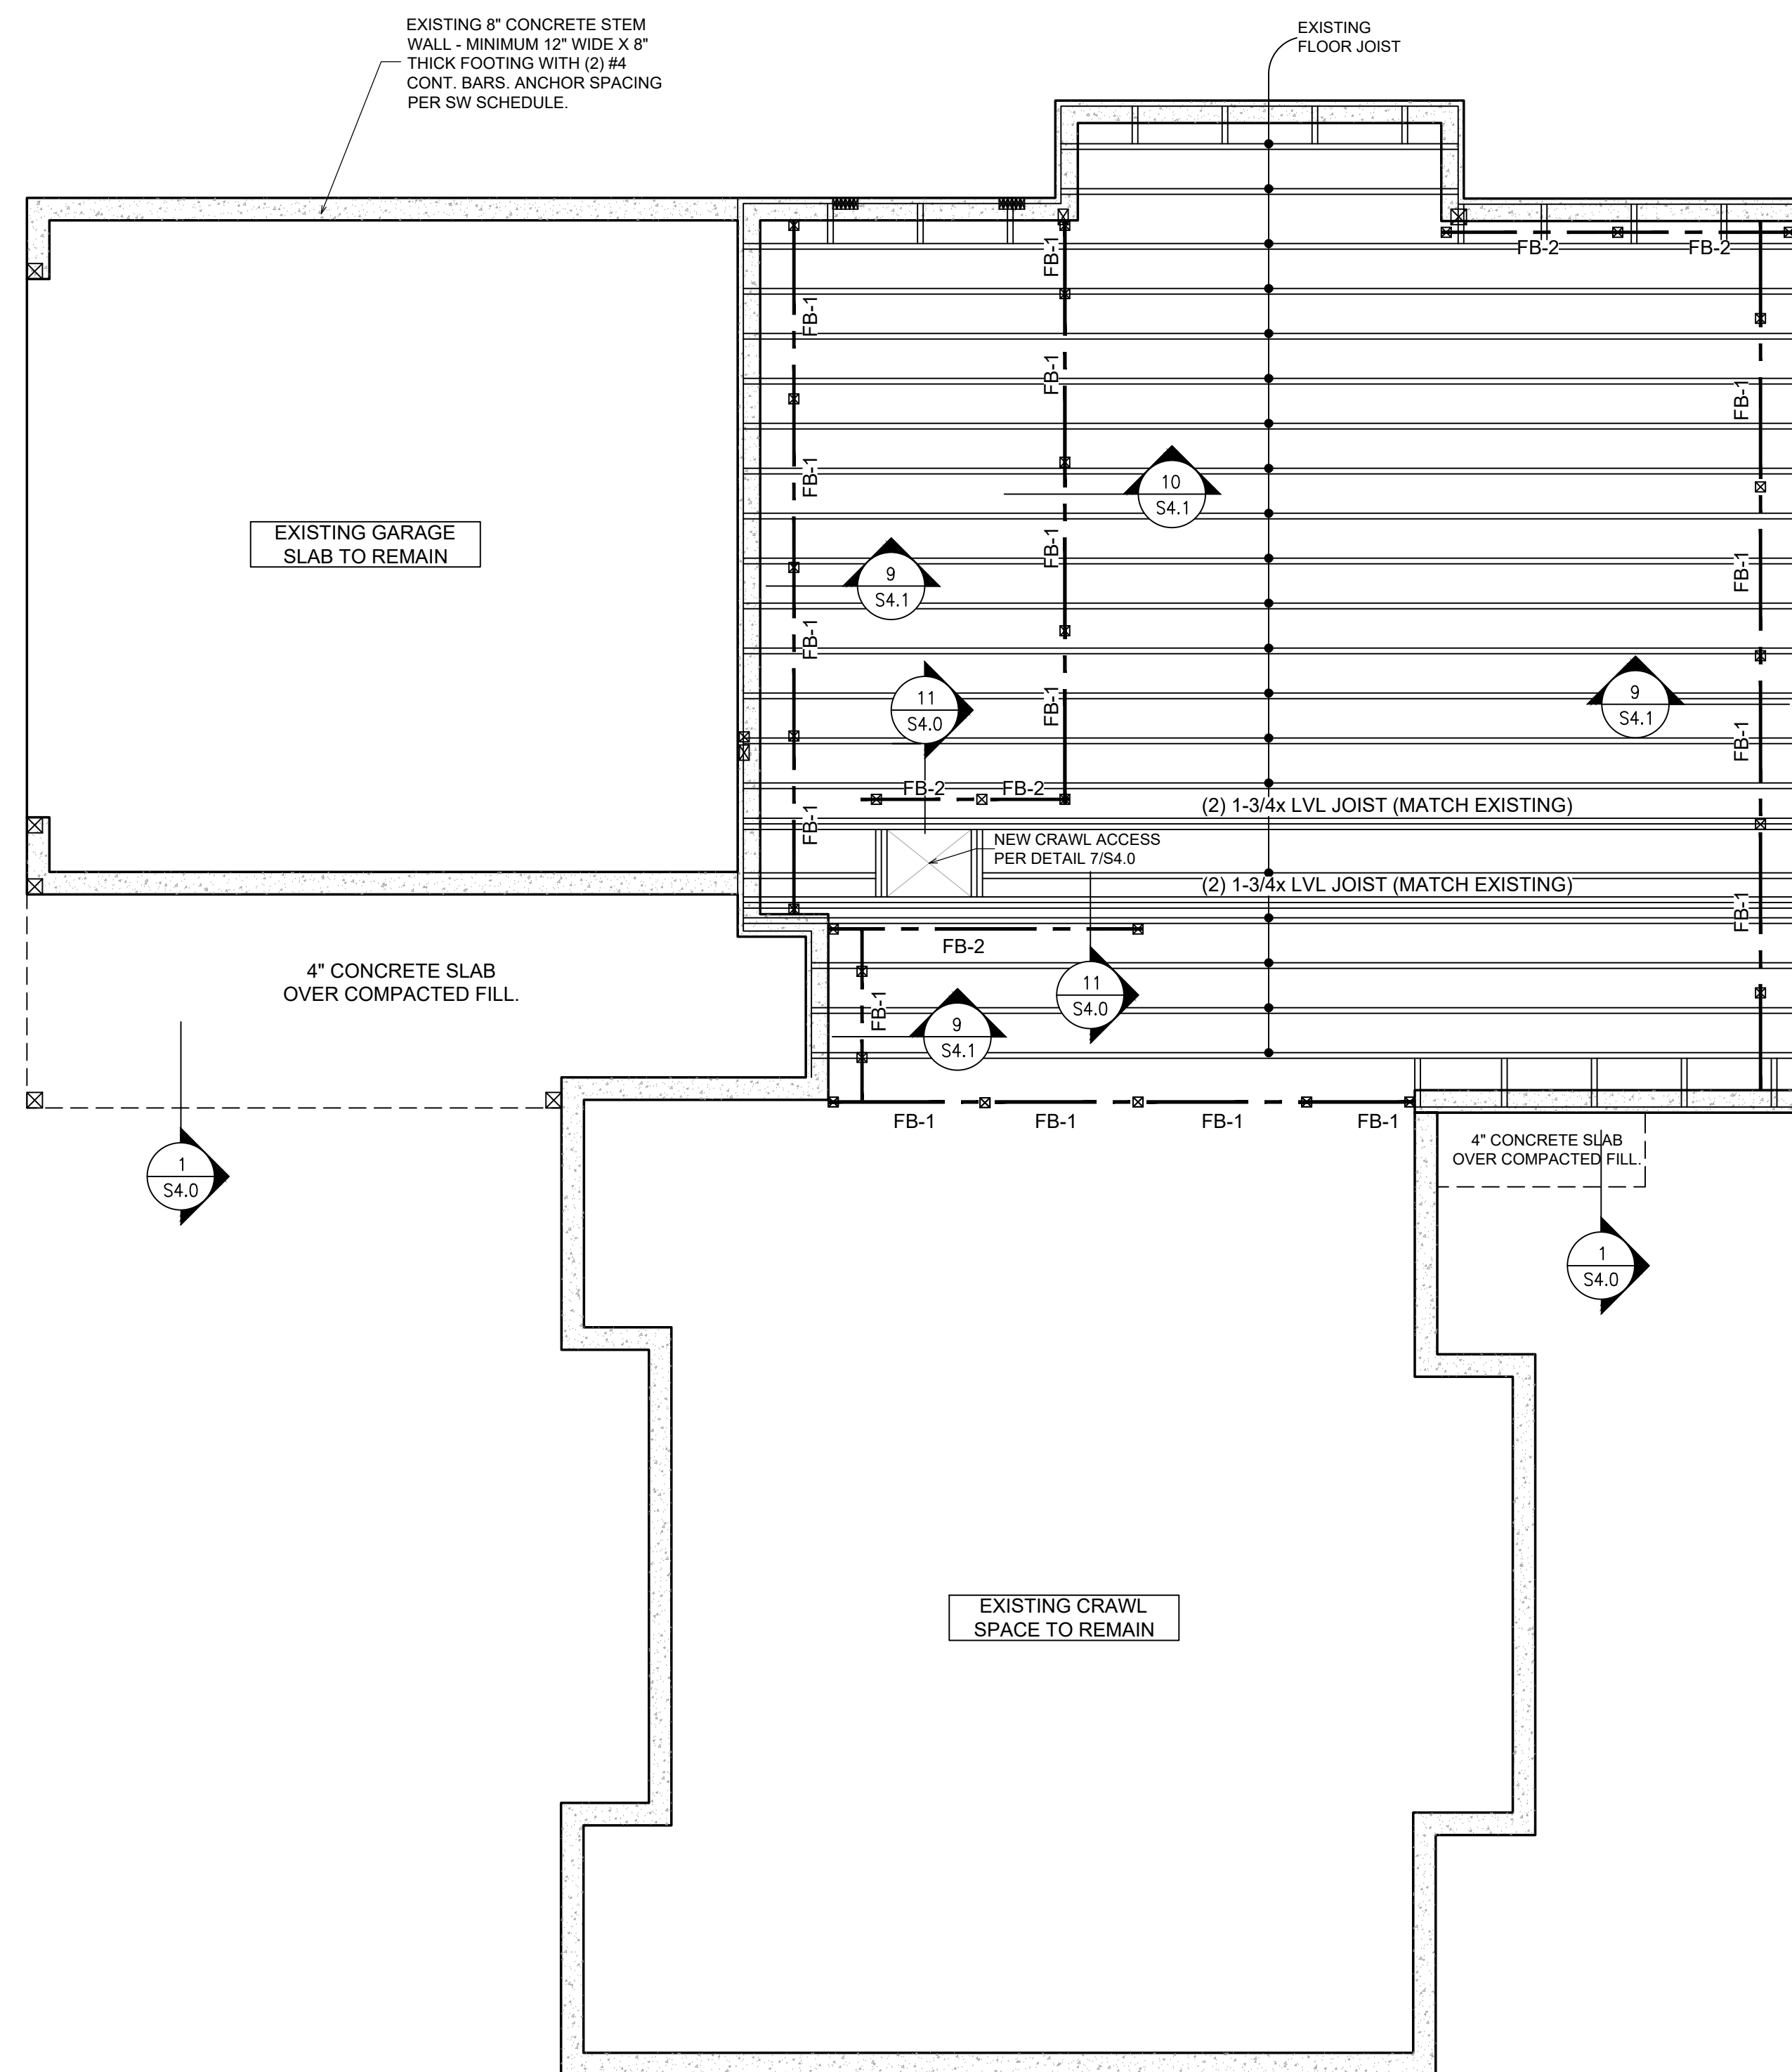 EXISTING 8" CONCRETE STEM
WALL - MINIMUM 12" WIDE X 8"
THICK FOOTING WITH (2) #4
CONT. BARS. ANCHOR SPACING
PER SW SCHEDULE.
EXISTING
FLOOR JOIST
FB-1
FB-2
FB-2
FB-1
FB-1
FB-1
FB-1
10
S4.1
EXISTING GARAGE
SLAB TO REMAIN
FB-1
FB-1
9
S4.1
FB-1
FB-1
11
S4.0
9
S4.1
FB-1
FB-1
FB-2
FB-2
(2) 1-3/4x LVL JOIST (MATCH EXISTING)
FB-1
NEW CRAWL ACCESS
PER DETAIL 7/S4.0
(2) 1-3/4x LVL JOIST (MATCH EXISTING)
FB-1
FB-2
4" CONCRETE SLAB
OVER COMPACTED FILL.
11
S4.0
FB-1
9
S4.1
FB-1
FB-1
FB-1
FB-1
4" CONCRETE SLAB
OVER COMPACTED FILL.
1
S4.0
1
S4.0
EXISTING CRAWL
SPACE TO REMAIN